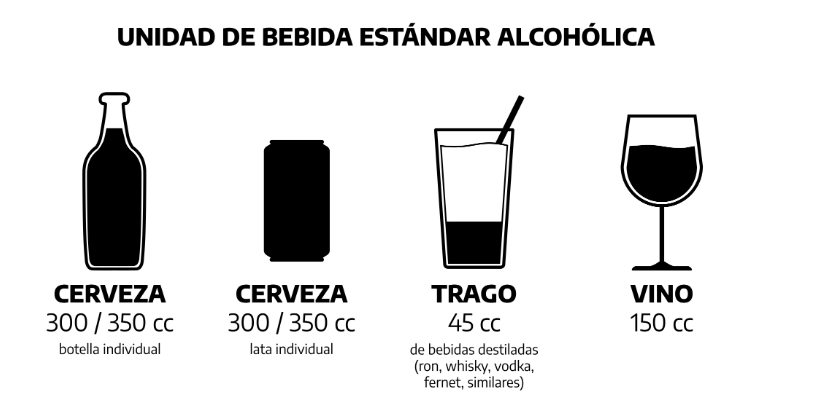 UNIDAD DE BEBIDA ESTÁNDAR ALCOHÓLICA
CERVEZA
300 / 350 cc
botella individual
CERVEZA
300 / 350 cc
lata individual
TRAGO
45 cc
de bebidas destiladas
(ron, whisky, vodka,
fernet, similares)
VINO
150 cc